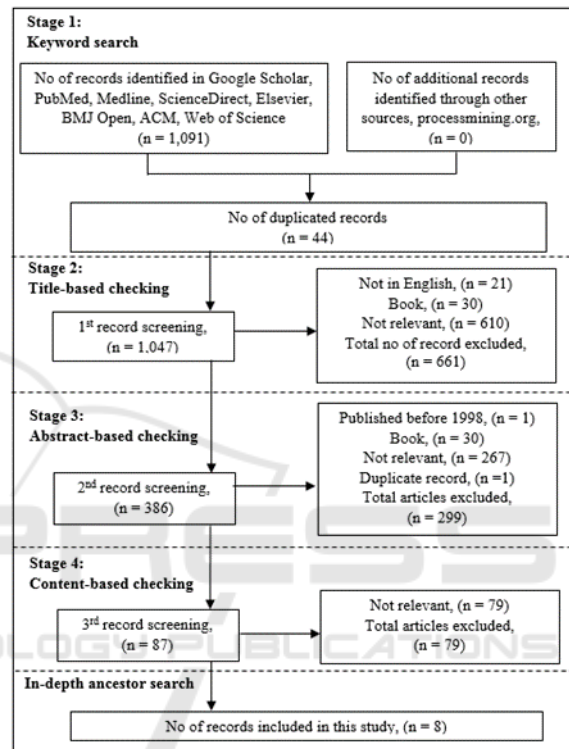 Stage 1:
Keyword search
No of records identified in Google Scholar,
PubMed, Medline, ScienceDirect, Elsevier,
BMJ Open, ACM, Web of Science
(n = 1,091)
No of additional records
identified through other
sources, processmining.org,
(n = 0)
No of duplicated records
(n = 44)
Stage 2:
Title-based checking
1st record screening,
(n = 1.047)
Not in English, (n = 21)
Book, (n = 30)
Not relevant, (n = 610)
Total no of record excluded,
(n = 661)
Stage 3:
Abstract-based checking
2nd record screening,
(n = 386)
Published before 1998, (n = 1)
Book, (n = 30)
Not relevant, (n = 267)
Duplicate record, (n =1)
Total articles excluded,
(n = 299)
Stage 4:
Content-based checking
3rd record screening,
(n = 87)
Not relevant, (n = 79)
Total articles excluded,
(n = 79)
In-depth ancestor search
No of records included in this study, (n = 8)
PRESS
OLOGY PUBLICATIONS